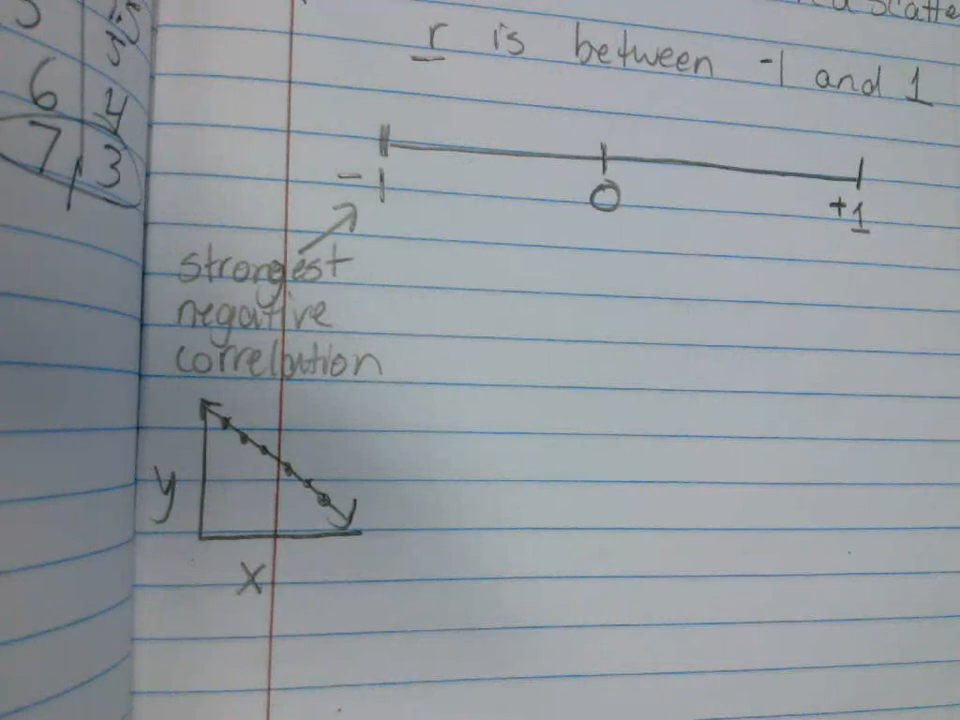 r is between -1 and 1
6 4
7 3
-1 0 +1
strongest
negative
correlation
y
x